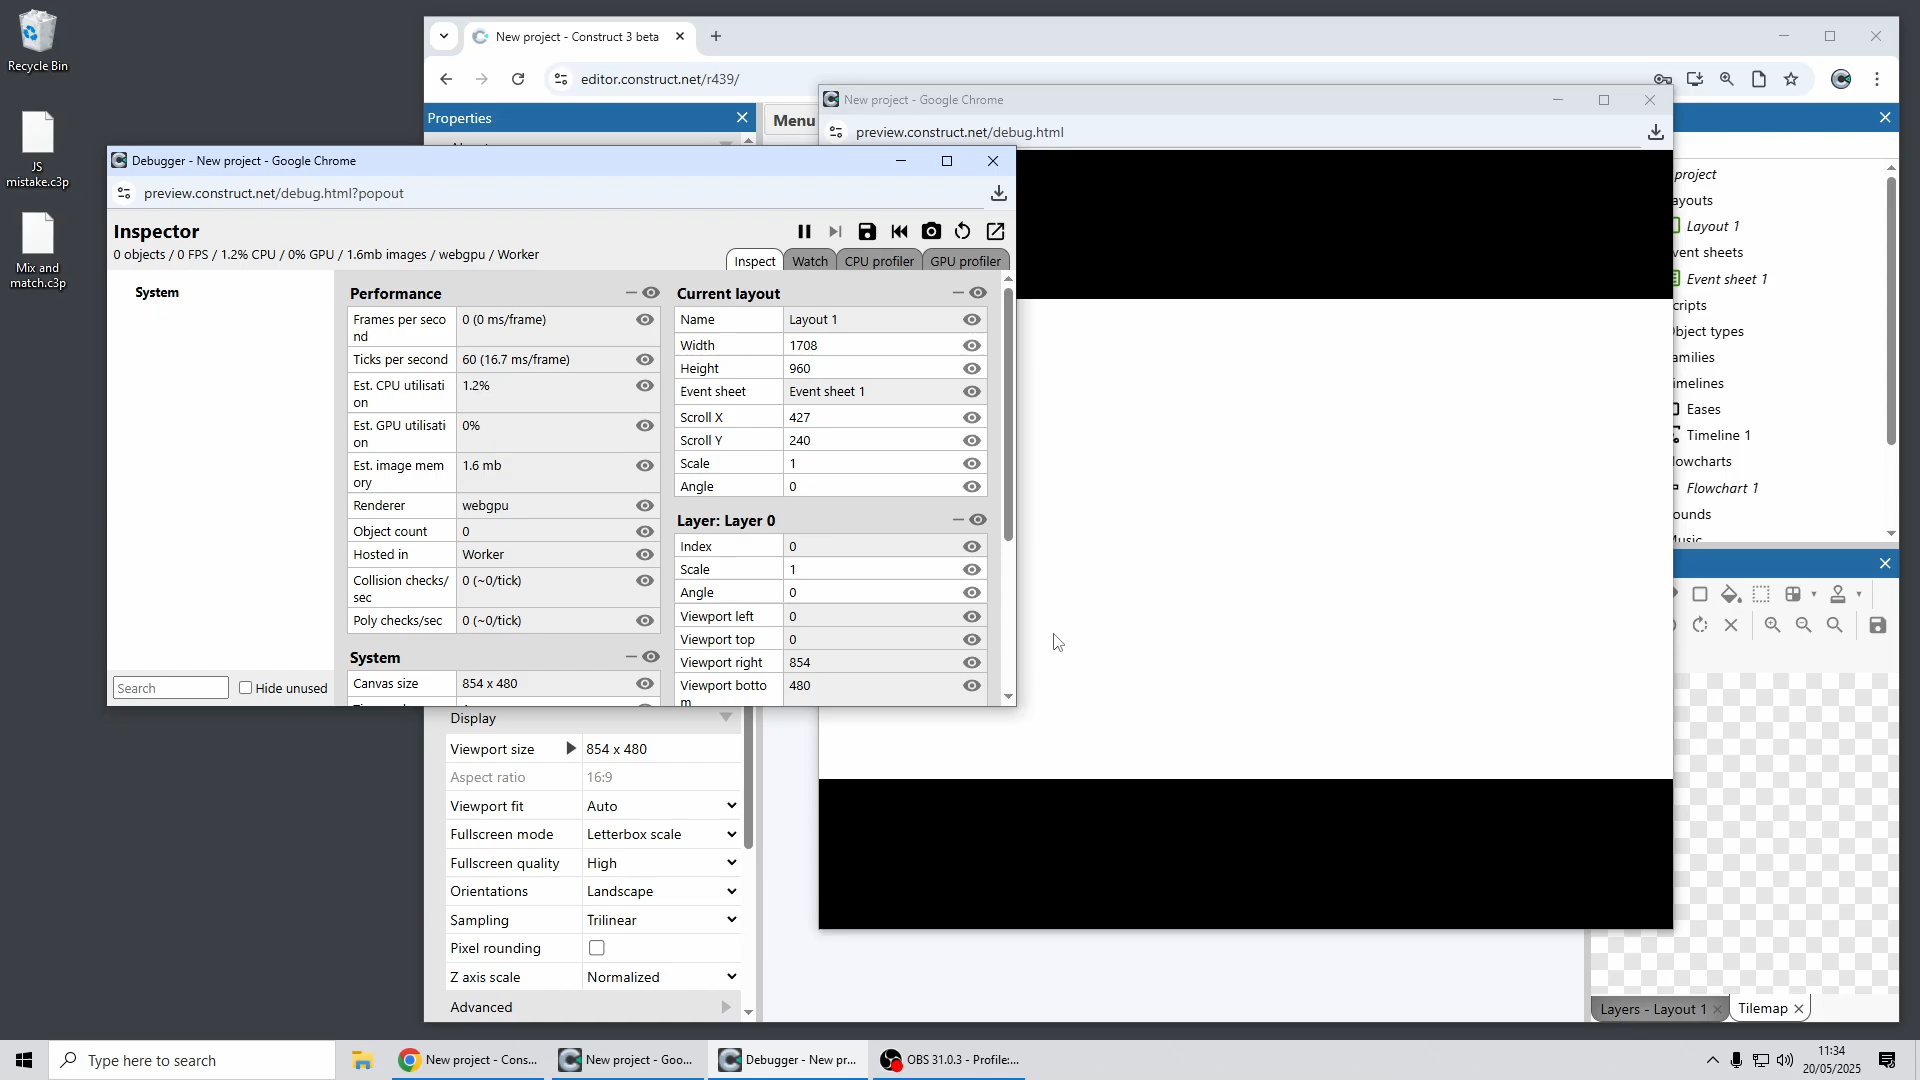 Recycle Bin
JS
mistake.c3p
Mix and
match.c3p
New project - Construct 3 beta
editor.construct.net/r439/
Properties
Menu
New project - Google Chrome
preview.construct.net/debug.html
Debugger - New project - Google Chrome
preview.construct.net/debug.html?popout
Inspector
0 objects / 0 FPS / 1.2% CPU / 0% GPU / 1.6mb images / webgpu / Worker
Inspect
Watch
CPU profiler
GPU profiler
System
Search
Hide unused
Performance
Frames per seco
nd
0 (0 ms/frame)
Ticks per second
60 (16.7 ms/frame)
Est. CPU utilisati
on
1.2%
Est. GPU utilisati
on
0%
Est. image mem
ory
1.6 mb
Renderer
webgpu
Object count
0
Hosted in
Worker
Collision checks/
sec
0 (~0/tick)
Poly checks/sec
0 (~0/tick)
System
Canvas size
854 x 480
Current layout
Name
Layout 1
Width
1708
Height
960
Event sheet
Event sheet 1
Scroll X
427
Scroll Y
240
Scale
1
Angle
0
Layer: Layer 0
Index
0
Scale
1
Angle
0
Viewport left
0
Viewport top
0
Viewport right
854
Viewport botto
m
480
project
ayouts
Layout 1
vent sheets
Event sheet 1
cripts
bject types
amilies
imelines
Eases
Timeline 1
lowcharts
Flowchart 1
ounds
Music
Display
Viewport size
854 x 480
Aspect ratio
16:9
Viewport fit
Auto
Fullscreen mode
Letterbox scale
Fullscreen quality
High
Orientations
Landscape
Sampling
Trilinear
Pixel rounding
Z axis scale
Normalized
Advanced
Layers - Layout 1
Tilemap
Type here to search
New project - Cons...
New project - Goo...
Debugger - New pr...
OBS 31.0.3 - Profile:...
11:34
20/05/2025